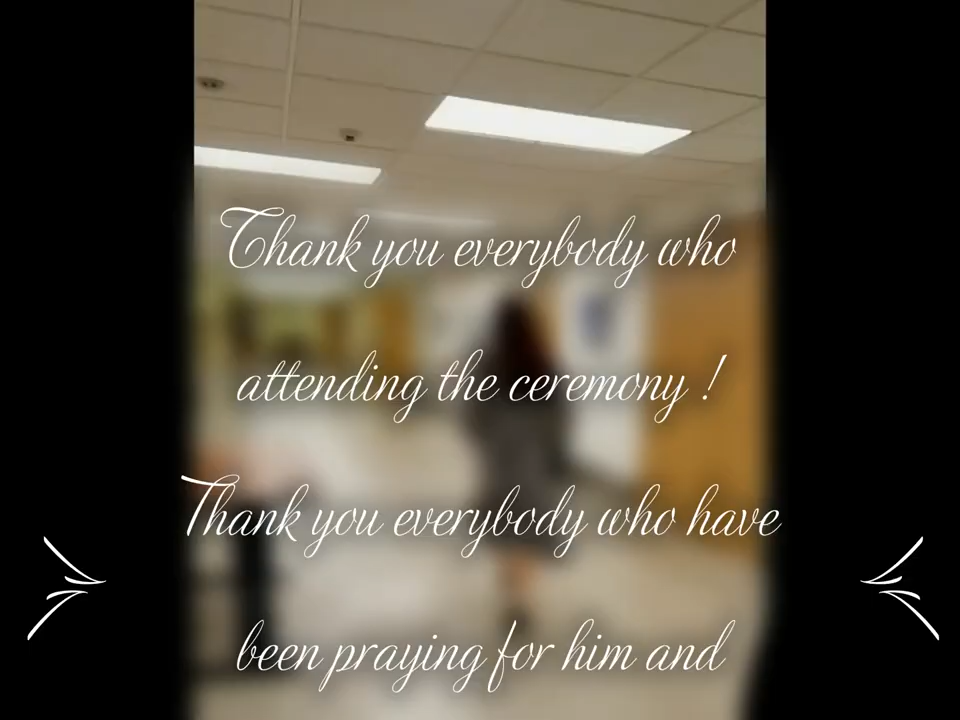 Thank you everybody who
attending the ceremony !
Thank you everybody who have
been praying for him and